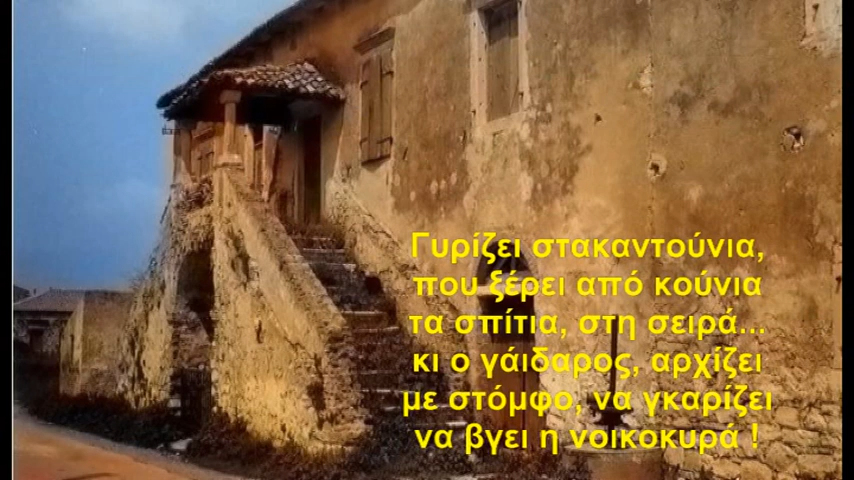 Γυρίζει στακαντούνια,
που ξέρει από κούνια
τα σπίτια, στη σειρά...
κι ο γάιδαρος, αρχίζει
με στόμφο, να γκαρίζει
να βγει η νοικοκυρά !